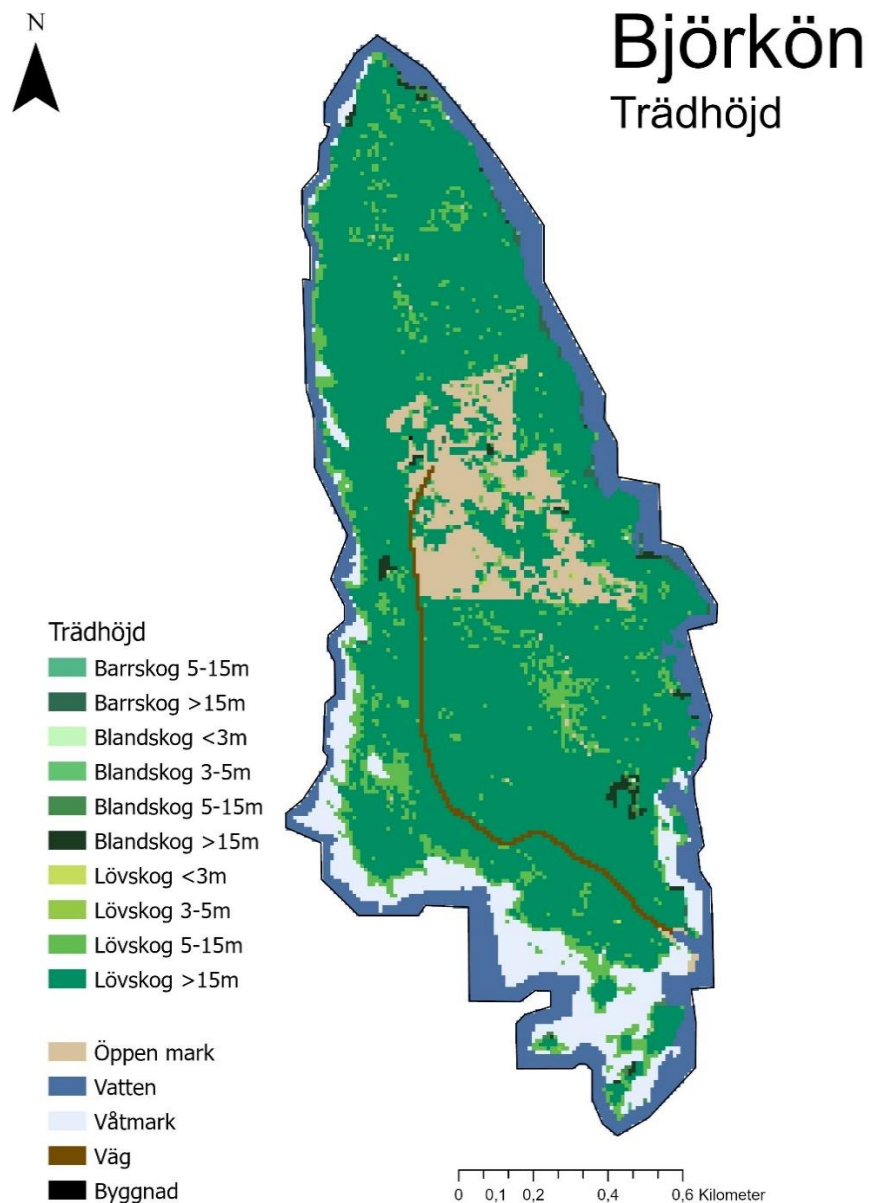 N
Björkön
Trädhöjd
Trädhöjd
Barrskog 5-15m
Barrskog >15m
Blandskog <3m
Blandskog 3-5m
Blandskog 5-15m
Blandskog >15m
Lövskog <3m
Lövskog 3-5m
Lövskog 5-15m
Lövskog >15m
Öppen mark
Vatten
Våtmark
Väg
Byggnad
0 0,1 0,2 0,4 0,6 Kilometer